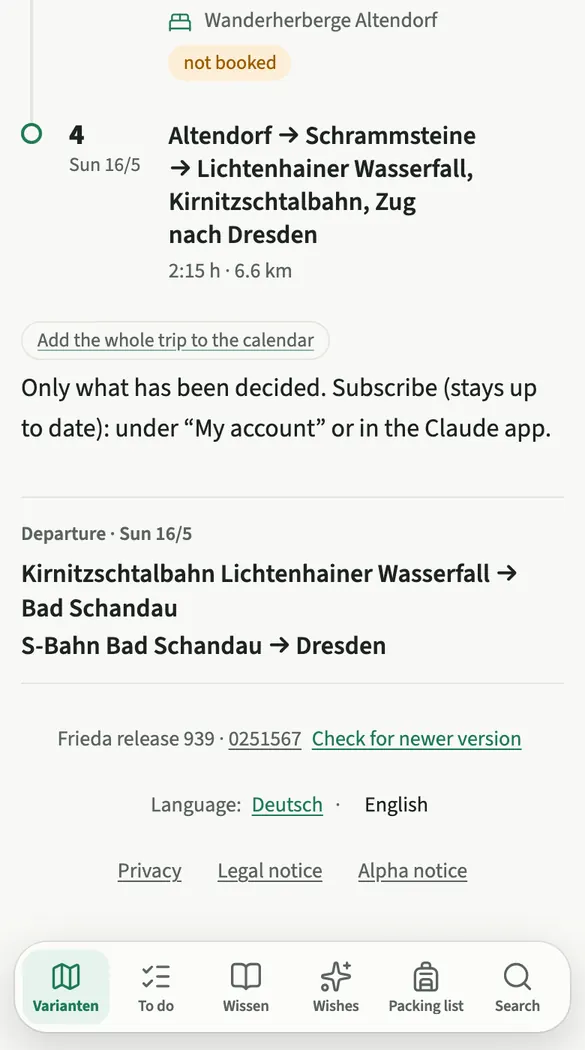 Wanderherberge Altendorf
not booked
4
Sun 16/5
Altendorf → Schrammsteine
→ Lichtenhainer Wasserfall,
Kirnitzschtalbahn, Zug
nach Dresden
2:15 h · 6.6 km
Add the whole trip to the calendar
Only what has been decided. Subscribe (stays up
to date): under “My account” or in the Claude app.
Departure · Sun 16/5
Kirnitzschtalbahn Lichtenhainer Wasserfall →
Bad Schandau
S-Bahn Bad Schandau → Dresden
Frieda release 939 · 0251567 Check for newer version
Language: Deutsch · English
Privacy Legal notice Alpha notice
Varianten To do Wissen Wishes Packing list Search